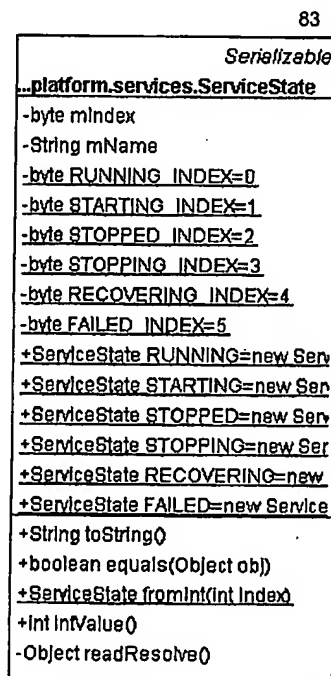 83
Serializable
...platform.services.ServiceState
-byte mIndex
-String mName
-byte RUNNING_INDEX=0
-byte STARTING_INDEX=1
-byte STOPPED_INDEX=2
-byte STOPPING_INDEX=3
-byte RECOVERING_INDEX=4
-byte FAILED_INDEX=5
+ServiceState RUNNING=new Serv
+ServiceState STARTING=new Serv
+ServiceState STOPPED=new Serv
+ServiceState STOPPING=new Ser
+ServiceState RECOVERING=new
+ServiceState FAILED=new Service
+String toString()
+boolean equals(Object obj)
+ServiceState fromInt(int index)
+int intValue()
-Object readResolve()